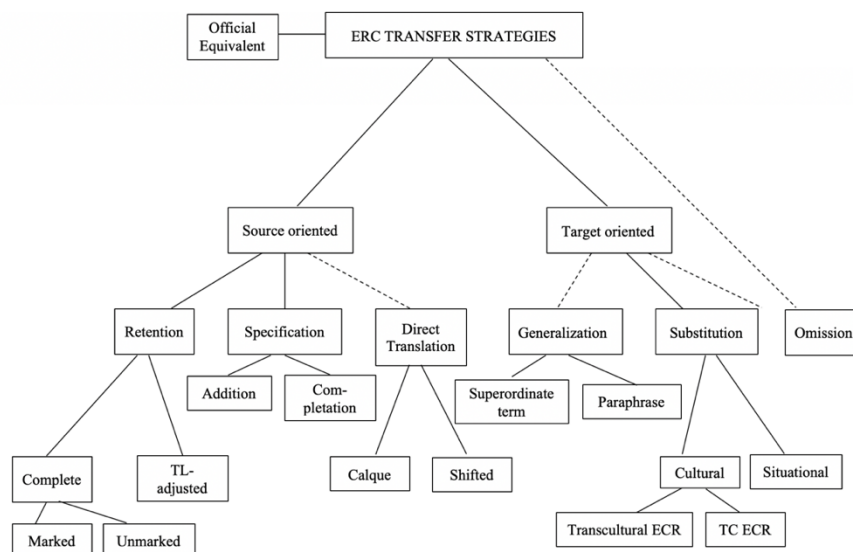 Official
Equivalent
ERC TRANSFER STRATEGIES
Source oriented
Target oriented
Retention
Specification
Direct
Translation
Generalization
Substitution
Omission
Addition
Com-
pletation
Superordinate
term
Paraphrase
Complete
TL-
adjusted
Calque
Shifted
Cultural
Situational
Marked
Unmarked
Transcultural ECR
TC ECR